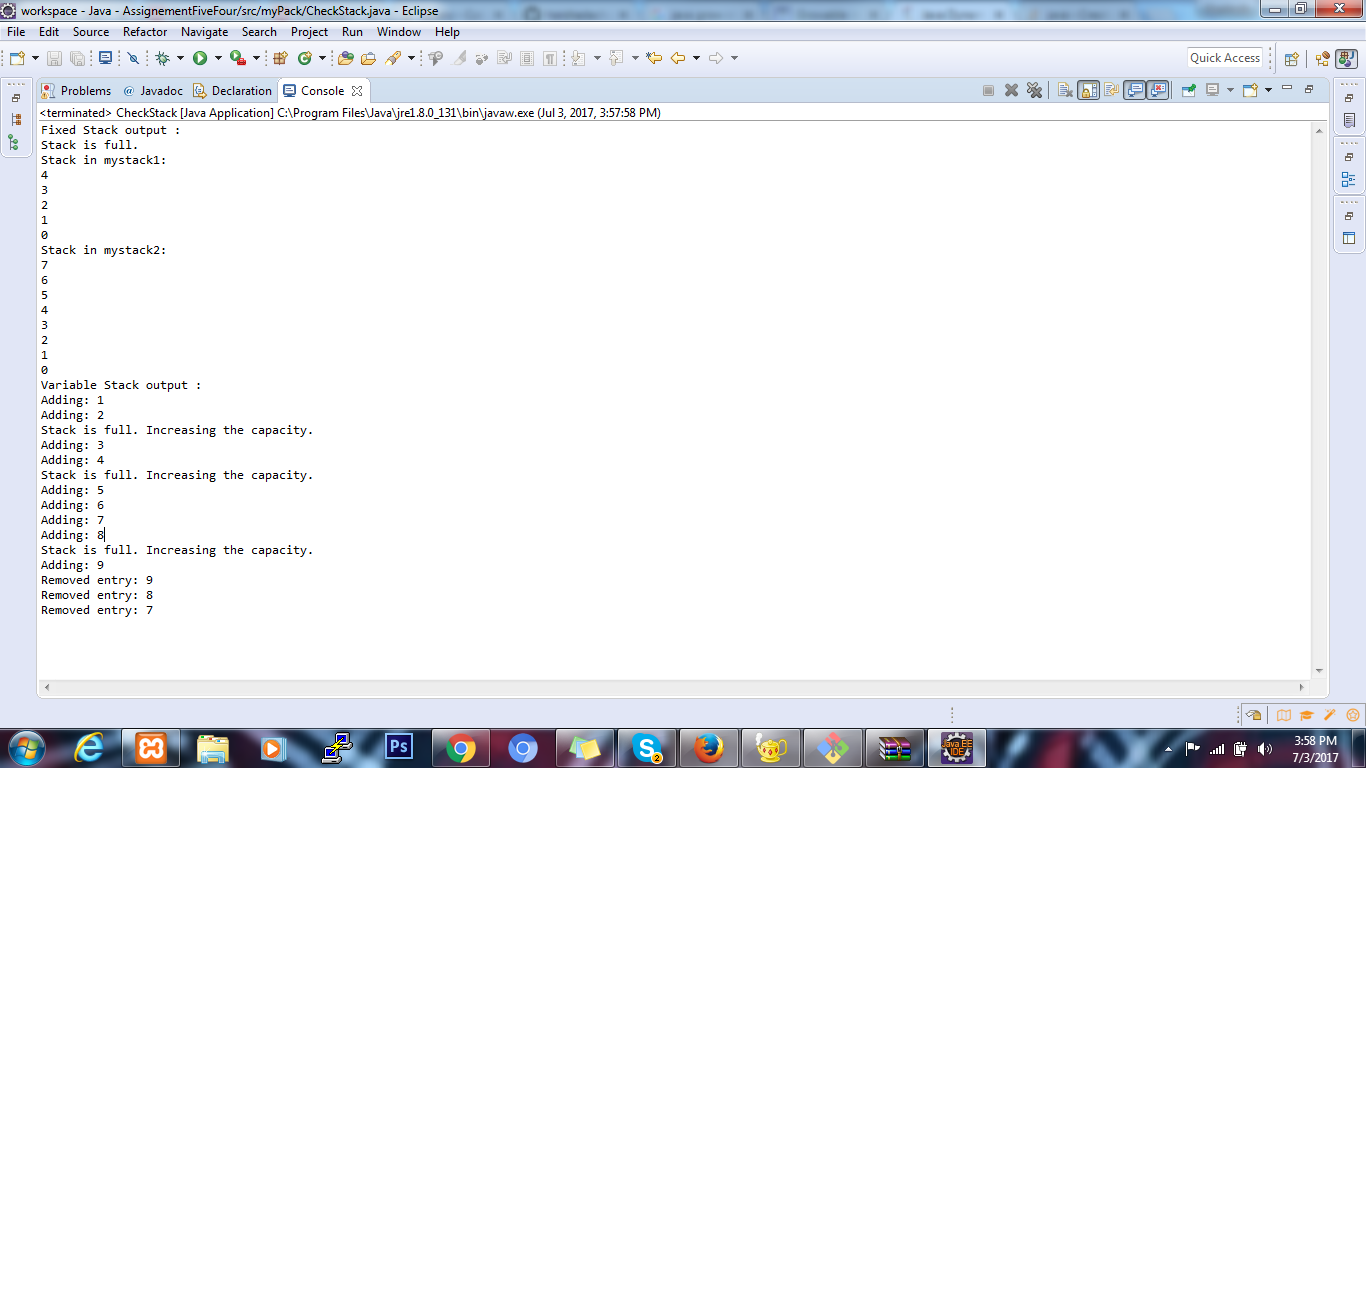 workspace - Java - AssignementFiveFour/src/myPack/CheckStack.java - Eclipse
File Edit Source Refactor Navigate Search Project Run Window Help
Quick Access
Problems @ Javadoc Declaration Console
<terminated> CheckStack [Java Application] C:\Program Files\Java\jre1.8.0_131\bin\javaw.exe (Jul 3, 2017, 3:57:58 PM)
Fixed Stack output :
Stack is full.
Stack in mystack1:
4
3
2
1
0
Stack in mystack2:
7
6
5
4
3
2
1
0
Variable Stack output :
Adding: 1
Adding: 2
Stack is full. Increasing the capacity.
Adding: 3
Adding: 4
Stack is full. Increasing the capacity.
Adding: 5
Adding: 6
Adding: 7
Adding: 8
Stack is full. Increasing the capacity.
Adding: 9
Removed entry: 9
Removed entry: 8
Removed entry: 7
Ps
S
2
Java EE
IDE
3:58 PM
7/3/2017